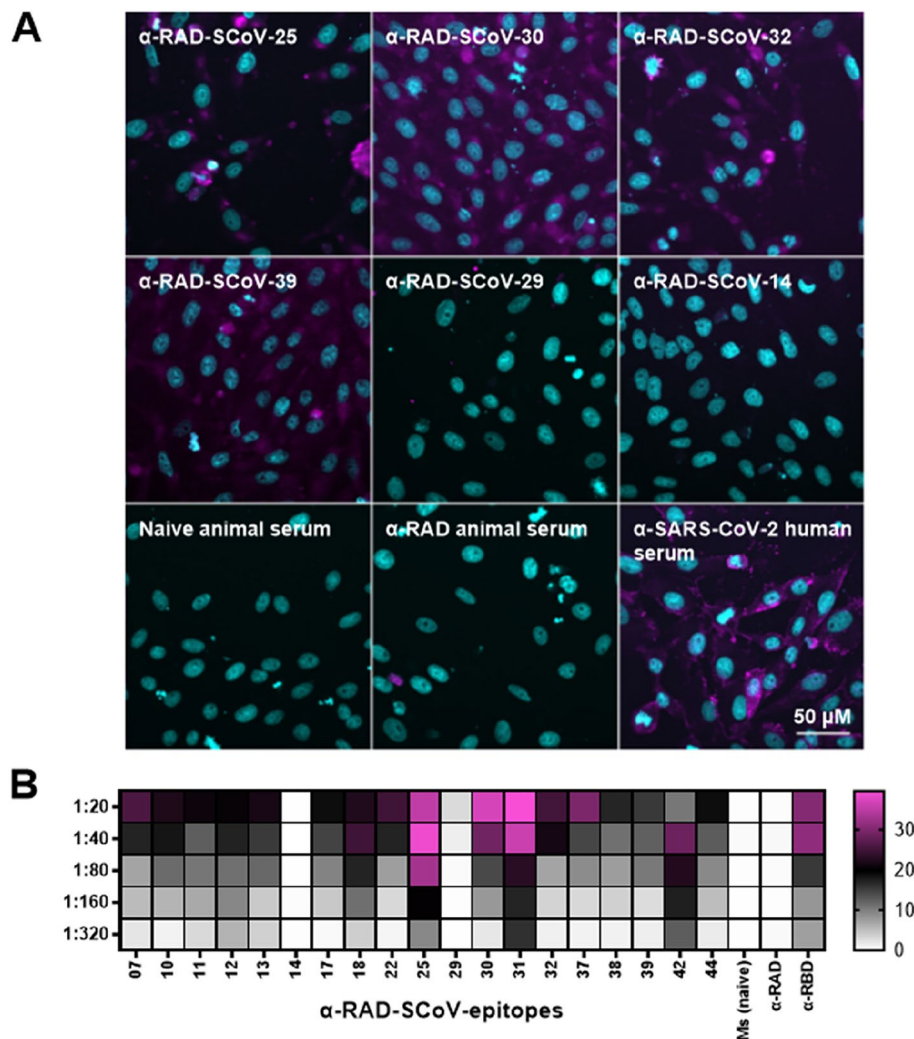 A
α-RAD-SCoV-25
α-RAD-SCoV-30
α-RAD-SCoV-32
α-RAD-SCoV-39
α-RAD-SCoV-29
α-RAD-SCoV-14
Naive animal serum
α-RAD animal serum
α-SARS-CoV-2 human
serum
50 µM
B
1:20
1:40
1:80
1:160
1:320
30
20
10
0
07
10
11
12
13
14
17
18
22
25
29
30
31
32
37
38
39
42
44
Ms (naive)
α-RAD
α-RBD
α-RAD-SCoV-epitopes